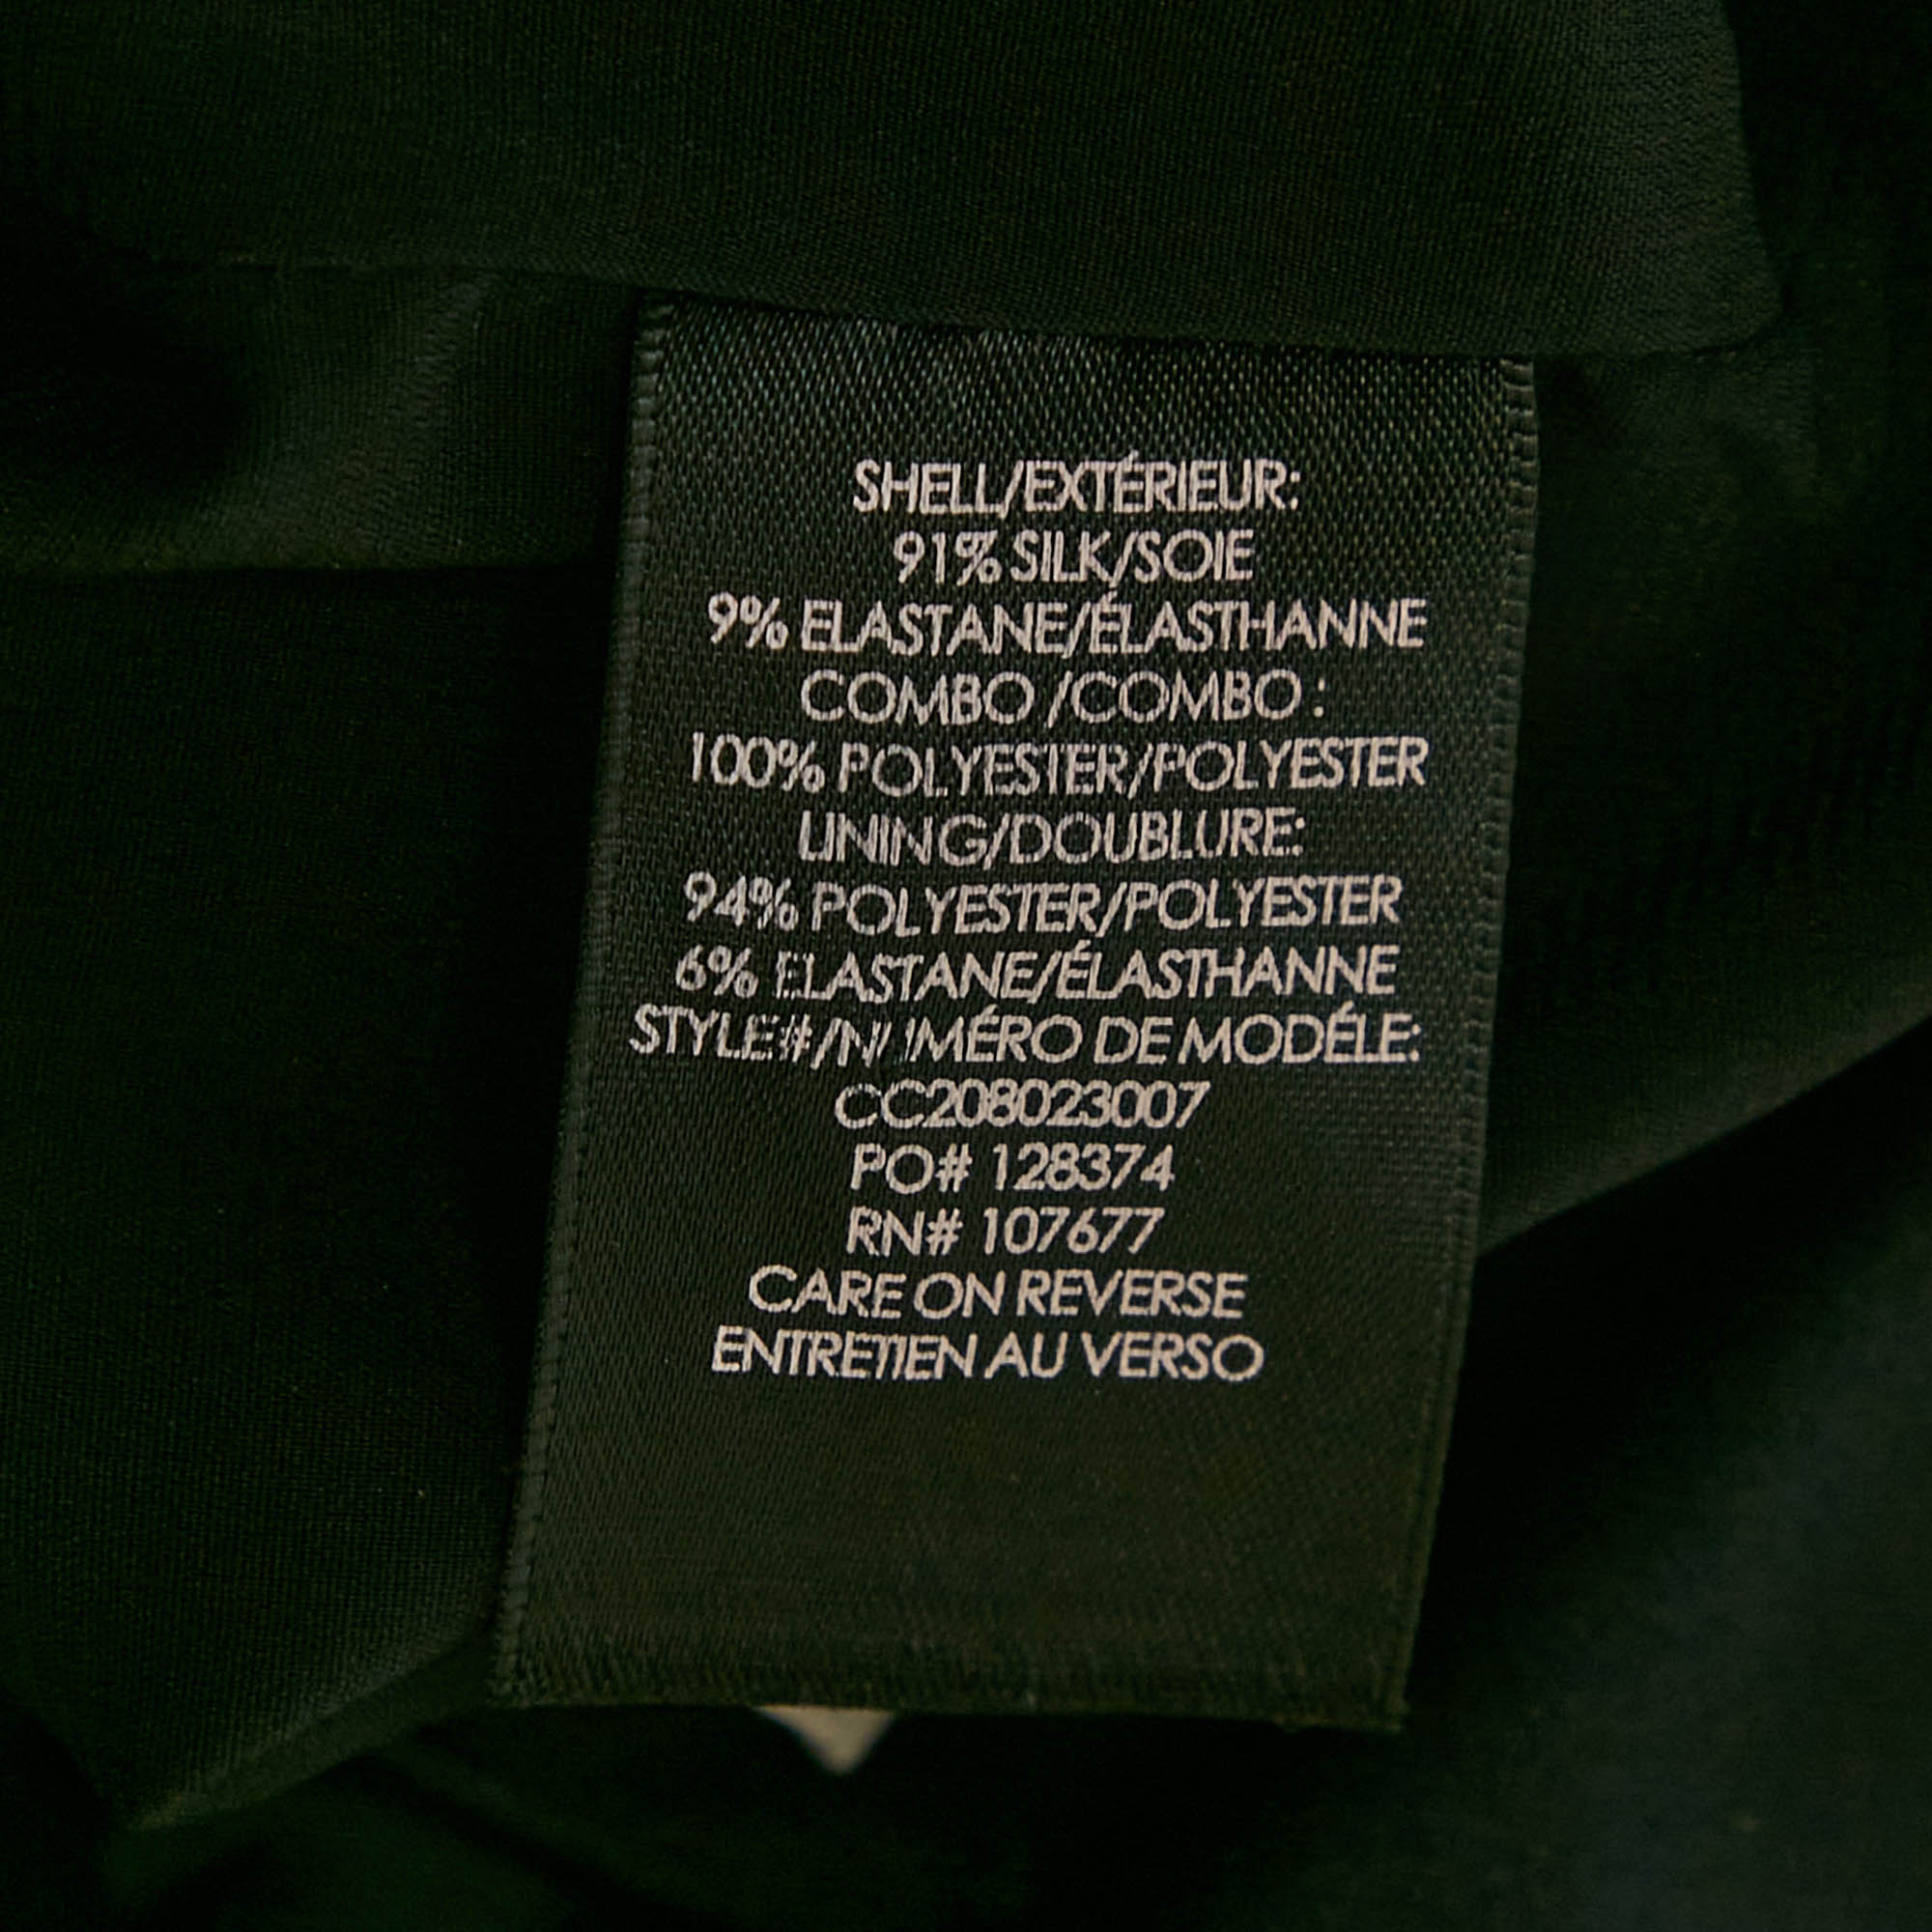 SHELL/EXTÉRIEUR:
91% SILK/SOIE
9% ELASTANE/ÉLASTHANNE
COMBO /COMBO :
100% POLYESTER/POLYESTER
LINING/DOUBLURE:
94% POLYESTER/POLYESTER
6% ELASTANE/ÉLASTHANNE
STYLE#/NUMÉRO DE MODÉLE:
CC208023007
PO# 128374
RN# 107677
CARE ON REVERSE
ENTRETIEN AU VERSO